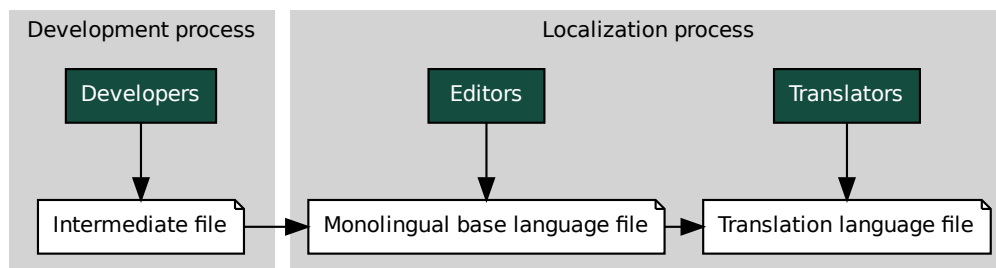 Development process
Localization process
Developers
Editors
Translators
Intermediate file
Monolingual base language file
Translation language file